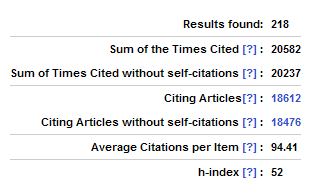 Results found: 218
Sum of the Times Cited [?] : 20582
Sum of Times Cited without self-citations [?] : 20237
Citing Articles[?] : 18612
Citing Articles without self-citations [?] : 18476
Average Citations per Item [?] : 94.41
h-index [?] : 52